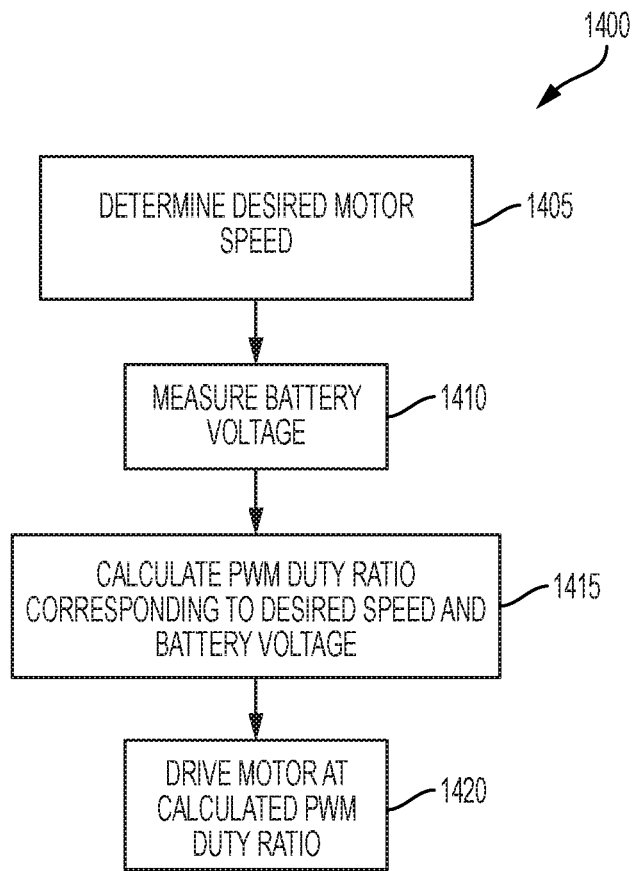 1400
DETERMINE DESIRED MOTOR
SPEED
1405
MEASURE BATTERY
VOLTAGE
1410
CALCULATE PWM DUTY RATIO
CORRESPONDING TO DESIRED SPEED AND
BATTERY VOLTAGE
1415
DRIVE MOTOR AT
CALCULATED PWM
DUTY RATIO
1420